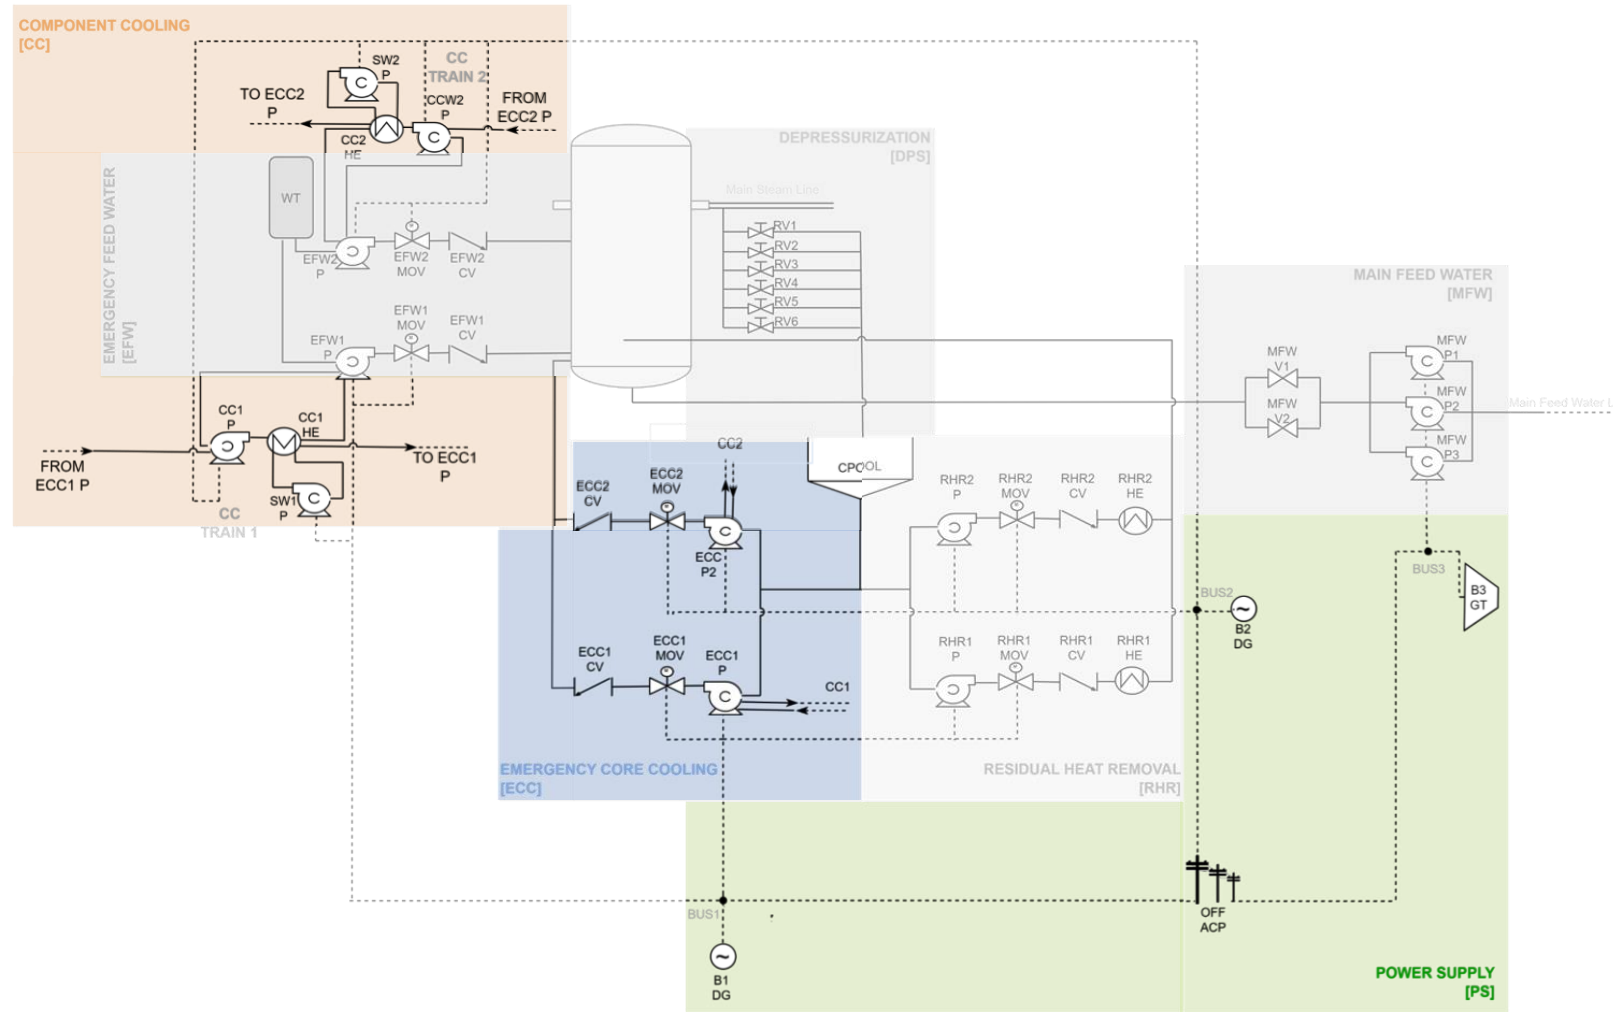 COMPONENT COOLING
[CC]
SW2
P
CC
TRAIN 2
TO ECC2
P
CCW2
P
FROM
ECC2 P
CC2
HE
EMERGENCY FEED WATER
[EFW]
WT
EFW2
P
EFW2
MOV
EFW2
CV
EFW1
P
EFW1
MOV
EFW1
CV
CC1
P
CC1
HE
FROM
ECC1 P
TO ECC1
P
SW1
P
CC
TRAIN 1
DEPRESSURIZATION
[DPS]
Main Steam Line
RV1
RV2
RV3
RV4
RV5
RV6
MAIN FEED WATER
[MFW]
MFW
V1
MFW
V2
MFW
P1
MFW
P2
MFW
P3
Main Feed Water L
CC2
ECC2
CV
ECC2
MOV
ECC
P2
CPOOL
RHR2
P
RHR2
MOV
RHR2
CV
RHR2
HE
ECC1
CV
ECC1
MOV
ECC1
P
CC1
RHR1
P
RHR1
MOV
RHR1
CV
RHR1
HE
EMERGENCY CORE COOLING
[ECC]
RESIDUAL HEAT REMOVAL
[RHR]
BUS2
B2
DG
BUS3
B3
GT
BUS1
B1
DG
OFF
ACP
POWER SUPPLY
[PS]
C
C
C
C
C
C
C
C
C
C
C
C
C